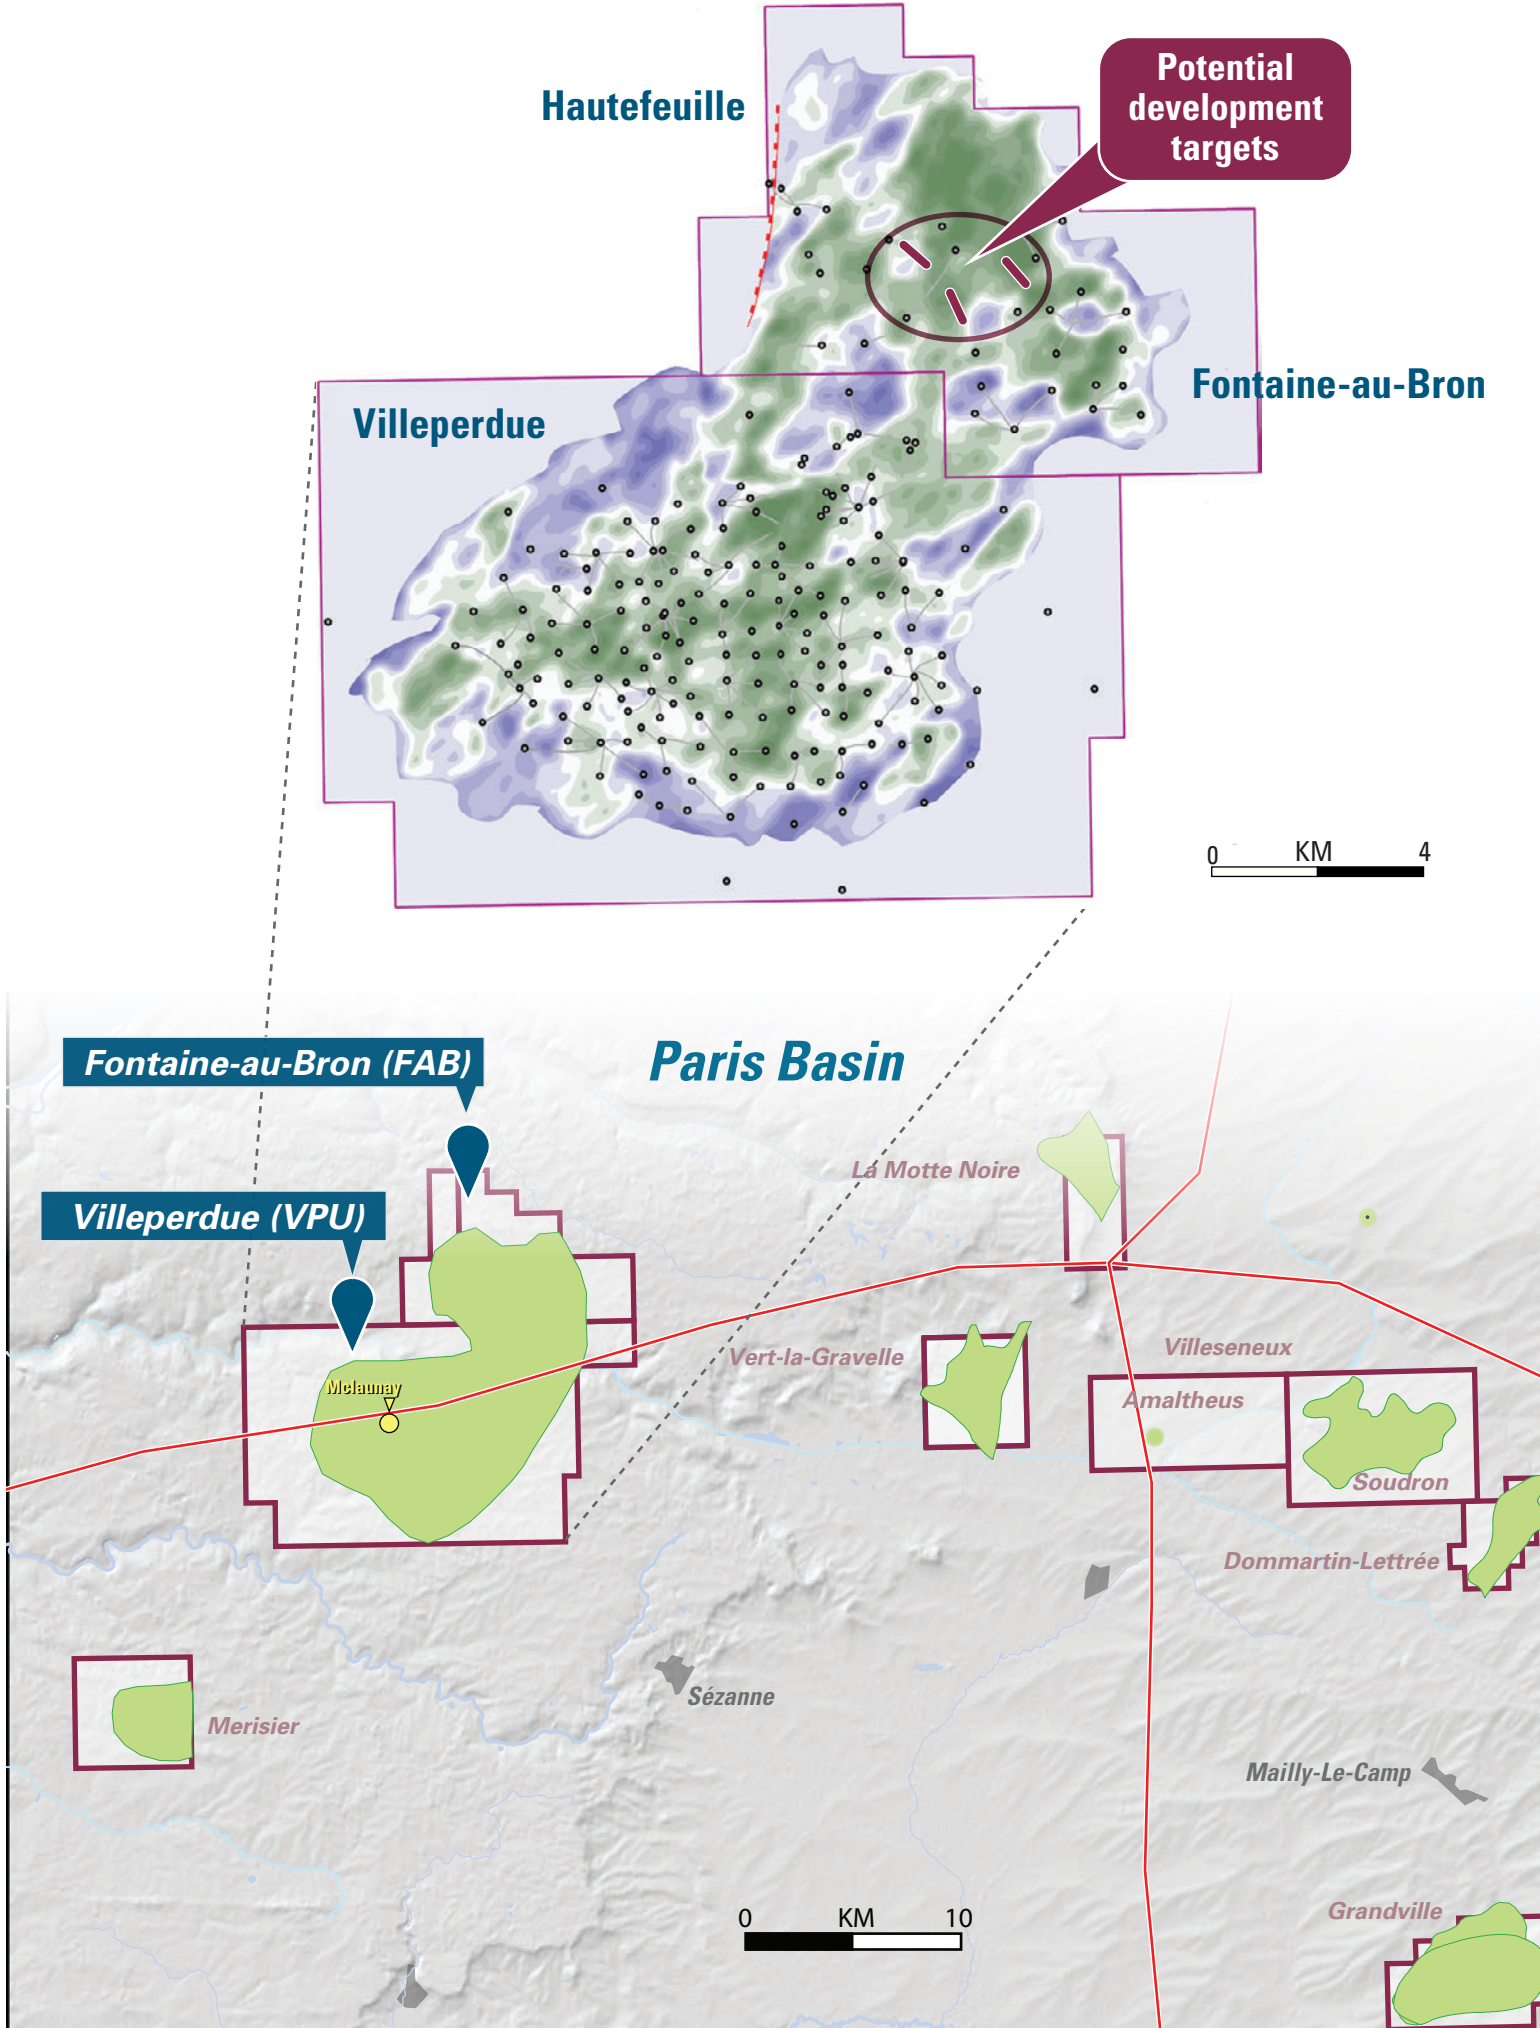 Hautefeuille
Potential
development
targets
Fontaine-au-Bron
Villeperdue
0 KM 4
Fontaine-au-Bron (FAB)
Paris Basin
La Motte Noire
Villeperdue (VPU)
Vert-la-Gravelle
Villeseneux
Mclaunay
Amaltheus
Soudron
Dommartin-Lettrée
Sézanne
Merisier
Mailly-Le-Camp
0 KM 10
Grandville